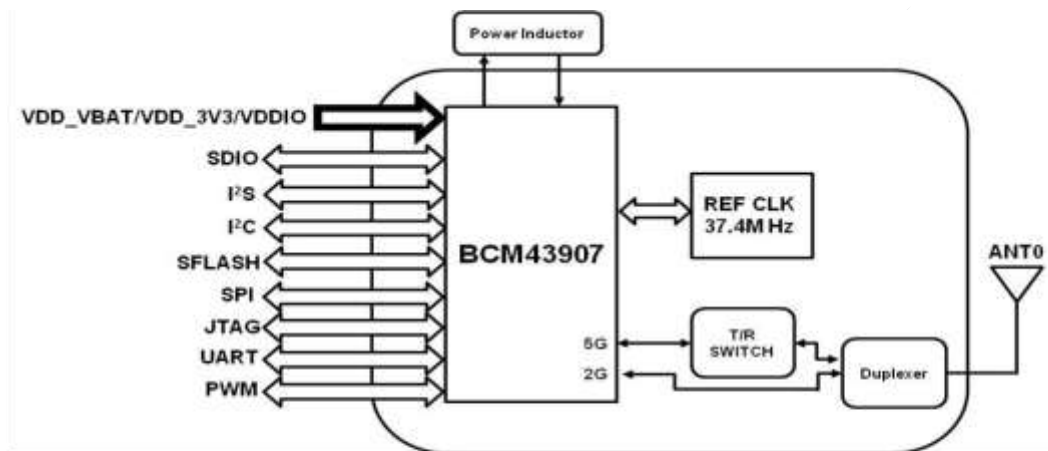 Power Inductor
VDD_VBAT/VDD_3V3/VDDIO
SDIO
I²S
I²C
SFLASH
SPI
JTAG
UART
PWM
BCM43907
5G
2G
REF CLK
37.4M Hz
T/R
SWITCH
Duplexer
ANT0